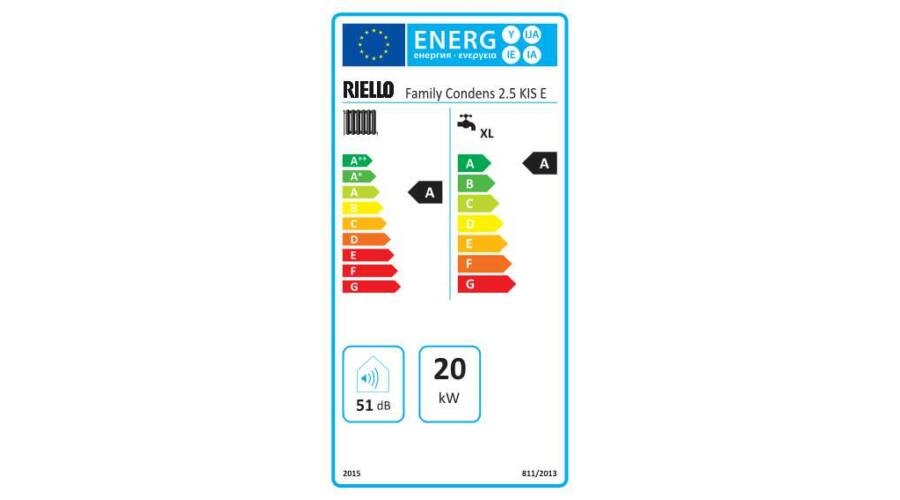 ENERG Y IJA
енергия · ενεργεια IE IA
RIELLO Family Condens 2.5 KIS E
XL
A++
A+
A
B
C
D
E
F
G
A
A
B
C
D
E
F
G
A
51 dB
20
kW
2015
811/2013